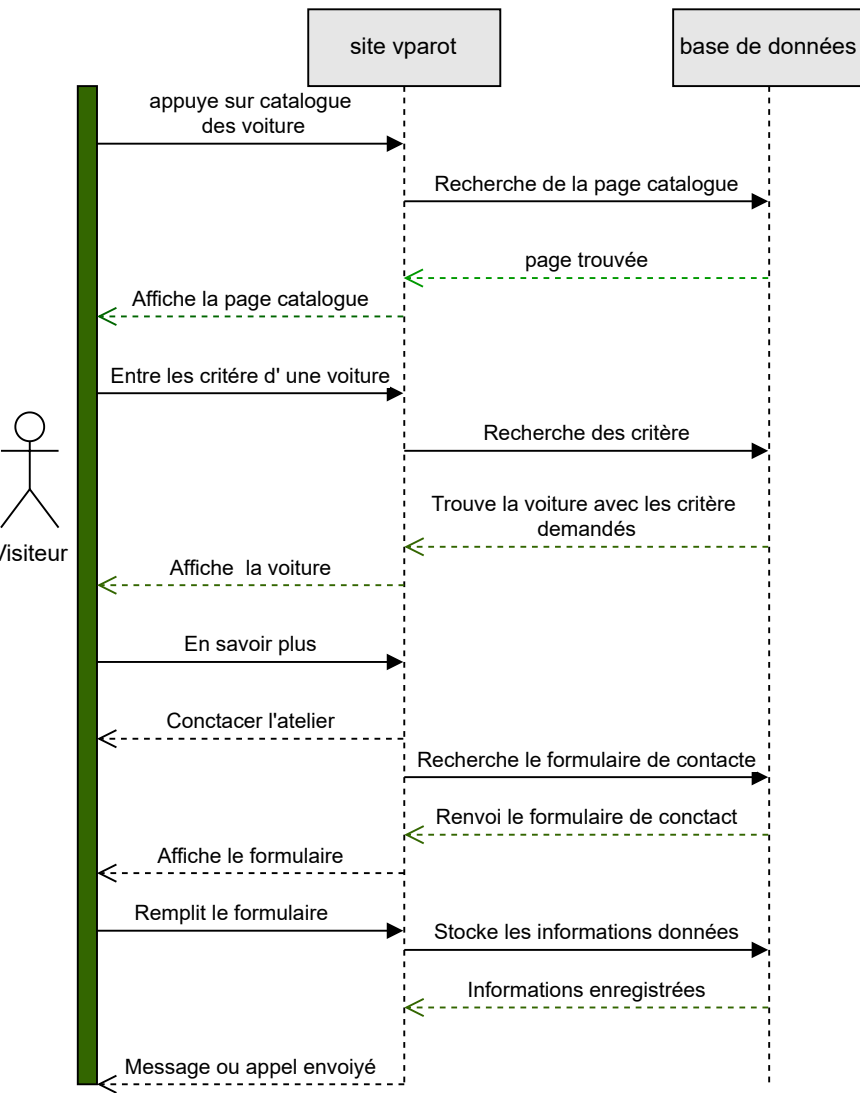 site vparot
base de données
appuye sur catalogue
des voiture
Recherche de la page catalogue
page trouvée
Affiche la page catalogue
Entre les critére d' une voiture
Recherche des critère
Trouve la voiture avec les critère
demandés
Visiteur
Affiche  la voiture
En savoir plus
Conctacer l'atelier
Recherche le formulaire de contacte
Renvoi le formulaire de conctact
Affiche le formulaire
Remplit le formulaire
Stocke les informations données
Informations enregistrées
Message ou appel envoiyé